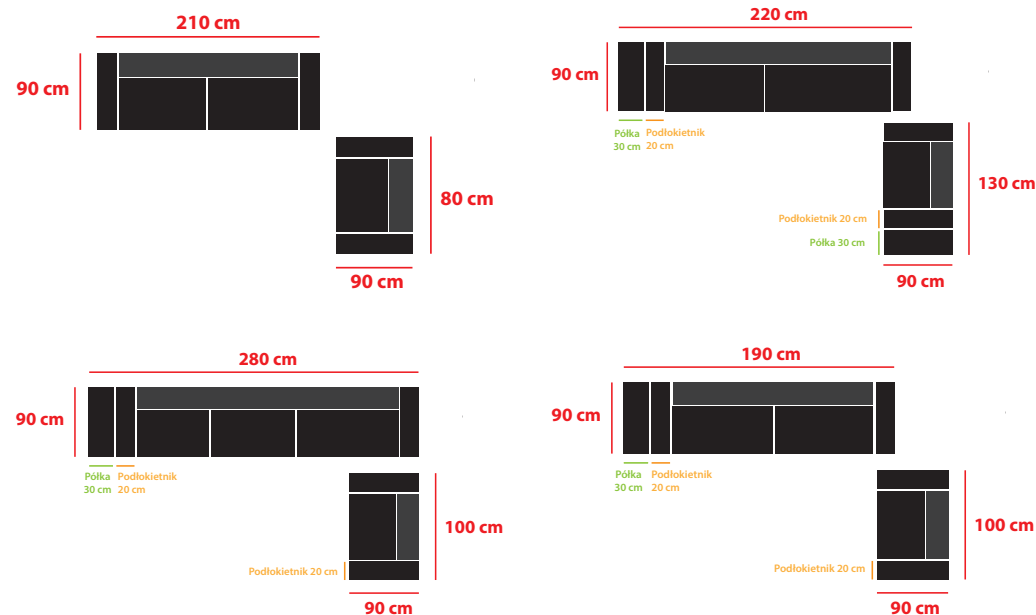 210 cm
90 cm
80 cm
90 cm
220 cm
90 cm
Półka
30 cm
Podłokietnik
20 cm
130 cm
Podłokietnik 20 cm
Półka 30 cm
90 cm
280 cm
90 cm
Półka
30 cm
Podłokietnik
20 cm
100 cm
Podłokietnik 20 cm
90 cm
190 cm
90 cm
Półka
30 cm
Podłokietnik
20 cm
100 cm
Podłokietnik 20 cm
90 cm